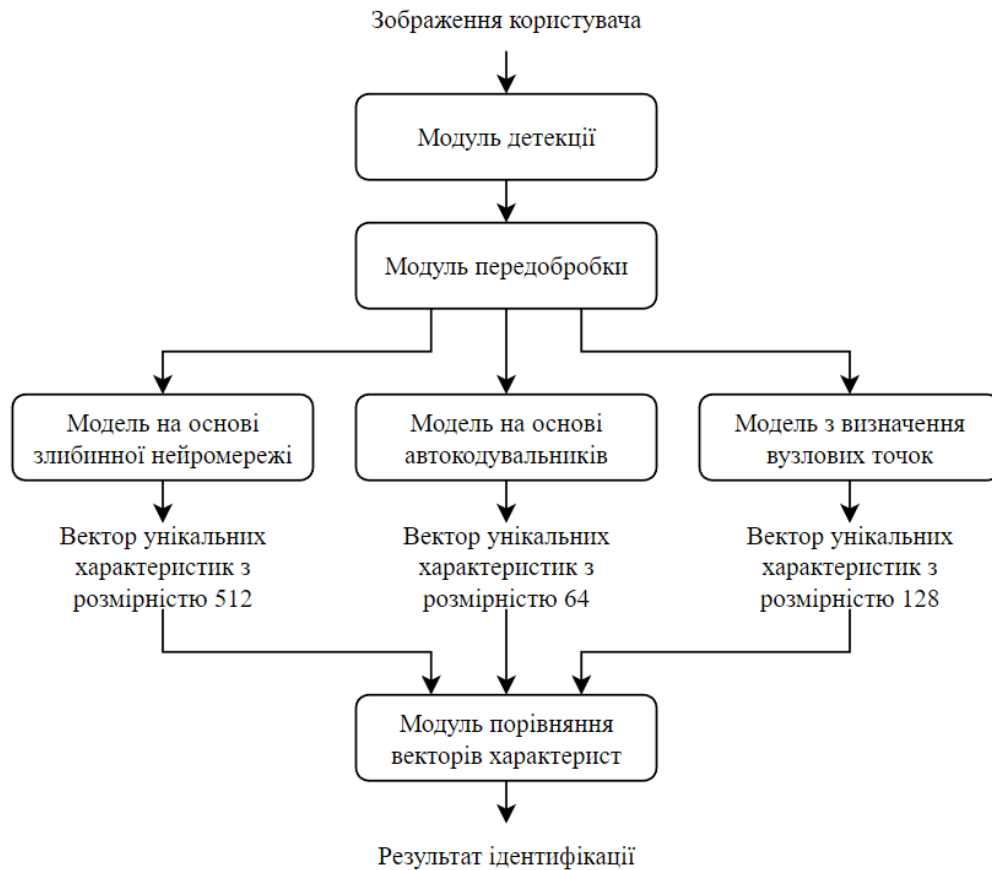 Зображення користувача
Модуль детекції
Модуль передобробки
Модель на основі
злибинної нейромережі
Модель на основі
автокодувальників
Модель з визначення
вузлових точок
Вектор унікальних
характеристик з
розмірністю 512
Вектор унікальних
характеристик з
розмірністю 64
Вектор унікальних
характеристик з
розмірністю 128
Модуль порівняння
векторів характерист
Результат ідентифікації